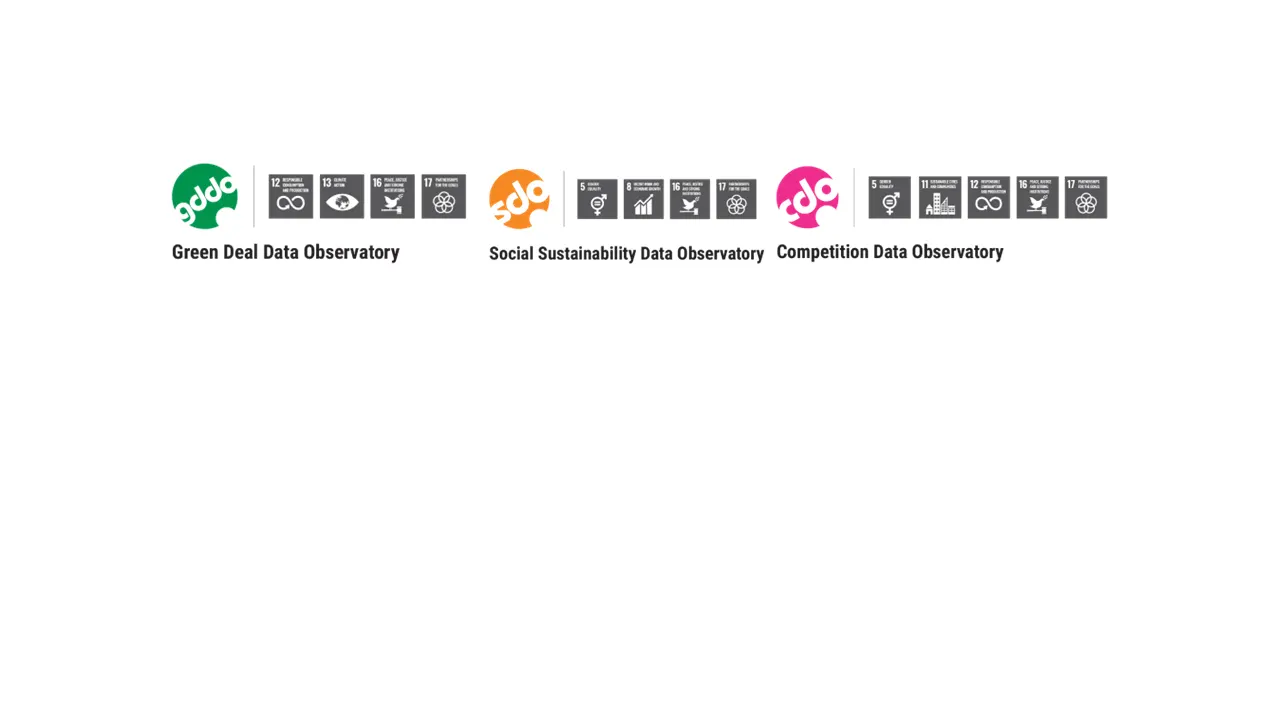 gddo
12 RESPONSIBLE
CONSUMPTION
AND PRODUCTION
13 CLIMATE
ACTION
16 PEACE, JUSTICE
AND STRONG
INSTITUTIONS
17 PARTNERSHIPS
FOR THE GOALS
Green Deal Data Observatory
sdo
5 GENDER
EQUALITY
8 DECENT WORK AND
ECONOMIC GROWTH
16 PEACE, JUSTICE
AND STRONG
INSTITUTIONS
17 PARTNERSHIPS
FOR THE GOALS
Social Sustainability Data Observatory
cdo
5 GENDER
EQUALITY
11 SUSTAINABLE CITIES
AND COMMUNITIES
12 RESPONSIBLE
CONSUMPTION
AND PRODUCTION
16 PEACE, JUSTICE
AND STRONG
INSTITUTIONS
17 PARTNERSHIPS
FOR THE GOALS
Competition Data Observatory